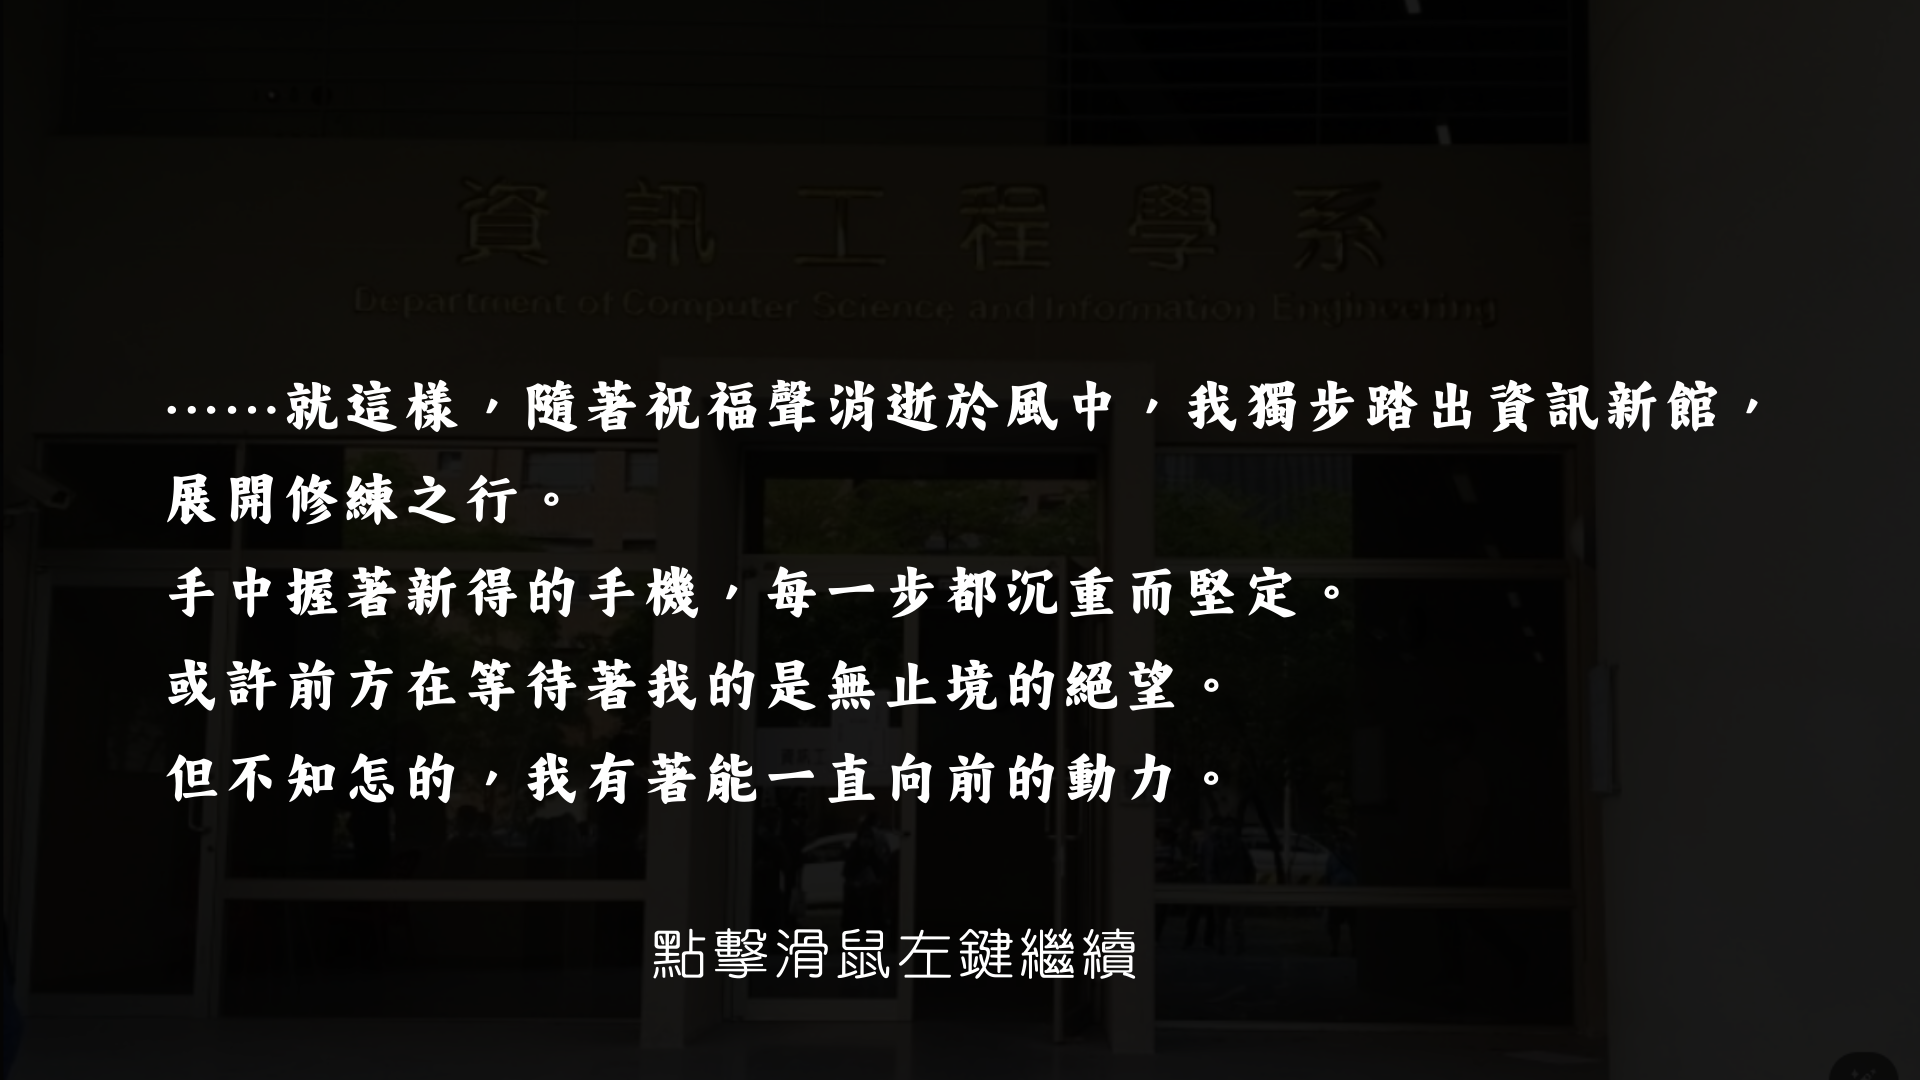 資訊工程學系
Department of Computer Science and Information Engineering
……就這樣，隨著祝福聲消逝於風中，我獨步踏出資訊新館，
展開修練之行。
手中握著新得的手機，每一步都沉重而堅定。
或許前方在等待著我的是無止境的絕望。
但不知怎的，我有著能一直向前的動力。
點擊滑鼠左鍵繼續